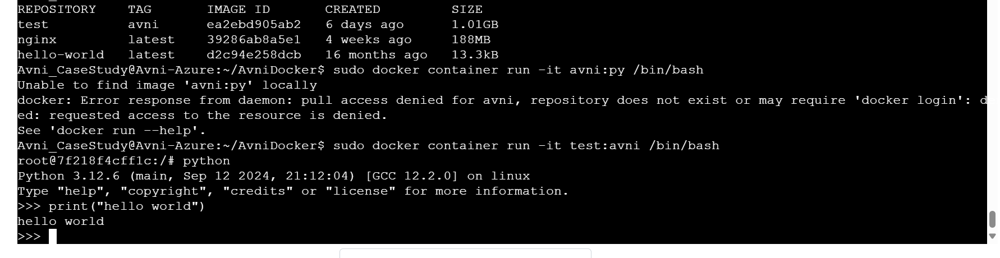 REPOSITORY    TAG       IMAGE ID       CREATED         SIZE
test          avni      ea2ebd905ab2   6 days ago      1.01GB
nginx         latest    39286ab8a5e1   4 weeks ago     188MB
hello-world   latest    d2c94e258dcb   16 months ago   13.3kB
Avni_CaseStudy@Avni-Azure:~/AvniDocker$ sudo docker container run -it avni:py /bin/bash
Unable to find image 'avni:py' locally
docker: Error response from daemon: pull access denied for avni, repository does not exist or may require 'docker login':
ed: requested access to the resource is denied.
See 'docker run --help'.
Avni_CaseStudy@Avni-Azure:~/AvniDocker$ sudo docker container run -it test:avni /bin/bash
root@7f218f4cff1c:/# python
Python 3.12.6 (main, Sep 12 2024, 21:12:04) [GCC 12.2.0] on linux
Type "help", "copyright", "credits" or "license" for more information.
>>> print("hello world")
hello world
>>>